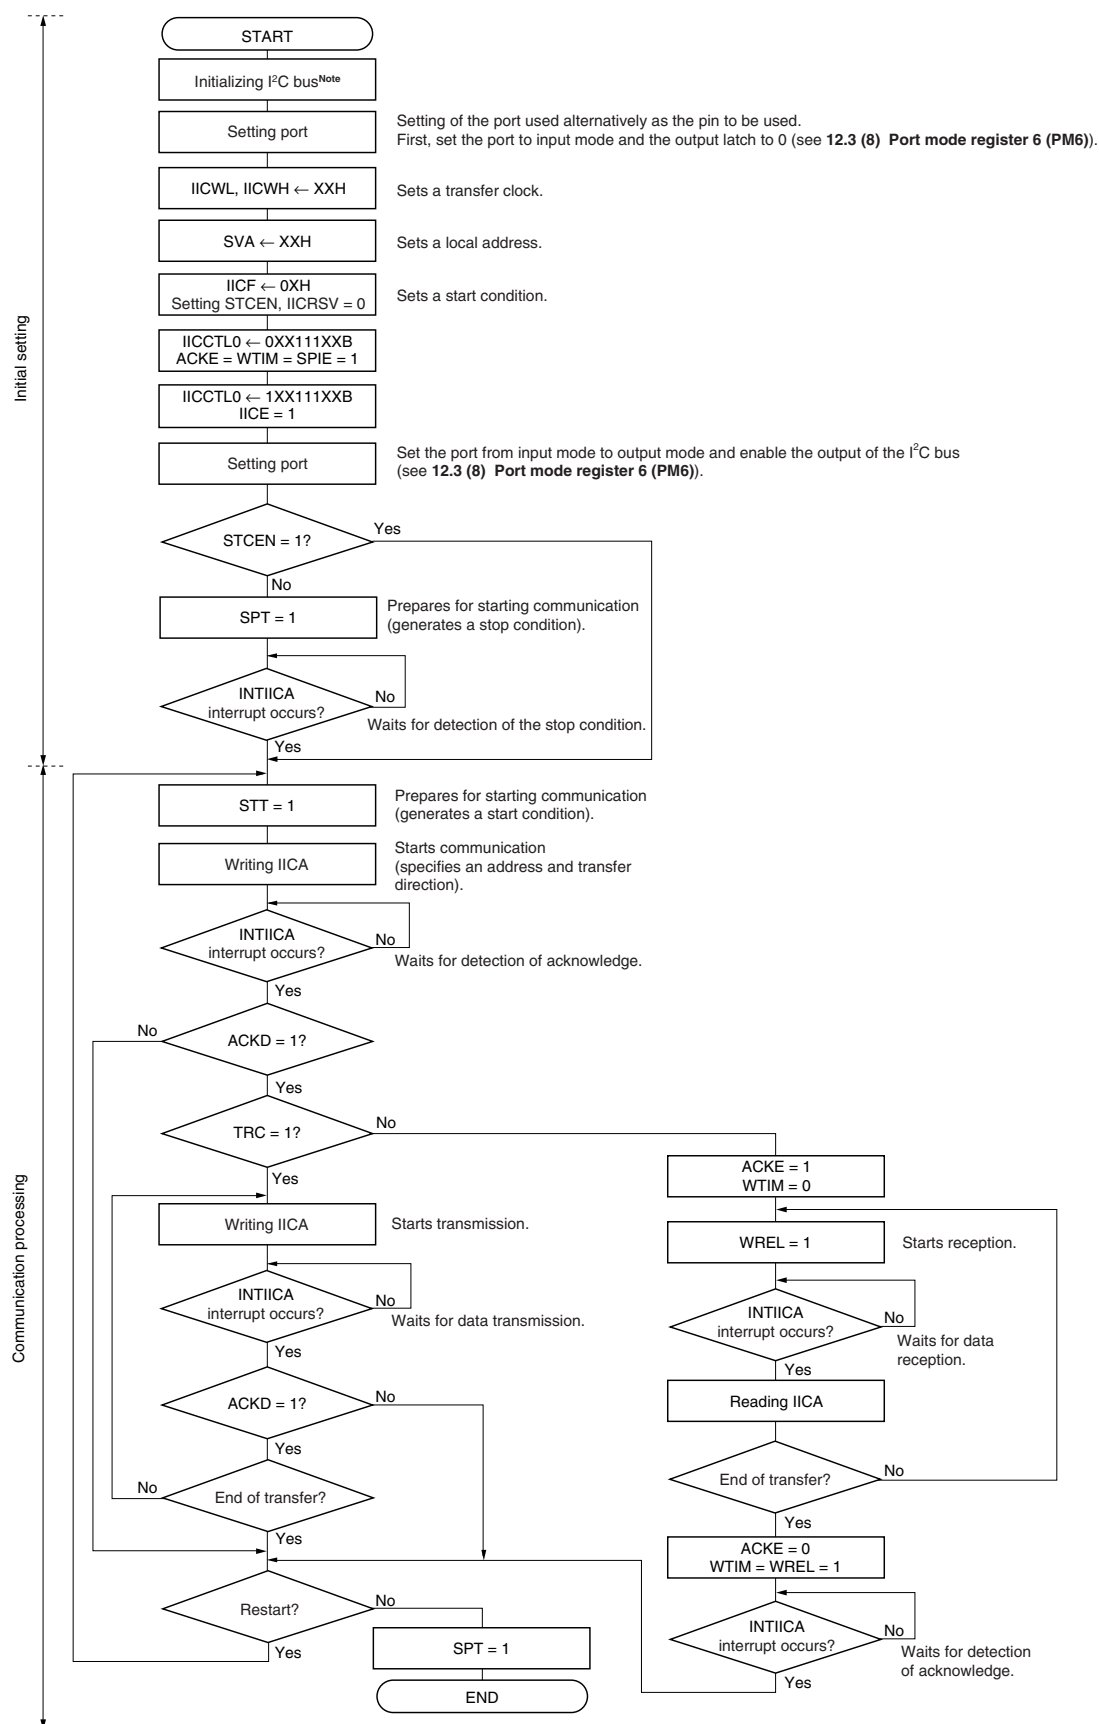 START
Initializing I²C busNote
Setting port
Setting of the port used alternatively as the pin to be used.
First, set the port to input mode and the output latch to 0 (see 12.3 (8) Port mode register 6 (PM6)).
IICWL, IICWH ← XXH
Sets a transfer clock.
SVA ← XXH
Sets a local address.
IICF ← 0XH
Setting STCEN, IICRSV = 0
Sets a start condition.
IICCTL0 ← 0XX111XXB
ACKE = WTIM = SPIE = 1
IICCTL0 ← 1XX111XXB
IICE = 1
Initial setting
Setting port
Set the port from input mode to output mode and enable the output of the I²C bus
(see 12.3 (8) Port mode register 6 (PM6)).
STCEN = 1?
Yes
No
SPT = 1
Prepares for starting communication
(generates a stop condition).
INTIICA
interrupt occurs?
No
Waits for detection of the stop condition.
Yes
STT = 1
Prepares for starting communication
(generates a start condition).
Writing IICA
Starts communication
(specifies an address and transfer
direction).
INTIICA
interrupt occurs?
No
Waits for detection of acknowledge.
Yes
ACKD = 1?
No
Yes
TRC = 1?
No
Yes
Communication processing
Writing IICA
Starts transmission.
INTIICA
interrupt occurs?
No
Waits for data transmission.
Yes
ACKD = 1?
No
Yes
End of transfer?
No
Yes
ACKE = 1
WTIM = 0
WREL = 1
Starts reception.
INTIICA
interrupt occurs?
No
Waits for data
reception.
Yes
Reading IICA
End of transfer?
No
Yes
ACKE = 0
WTIM = WREL = 1
INTIICA
interrupt occurs?
No
Waits for detection
of acknowledge.
Yes
Restart?
No
Yes
SPT = 1
END